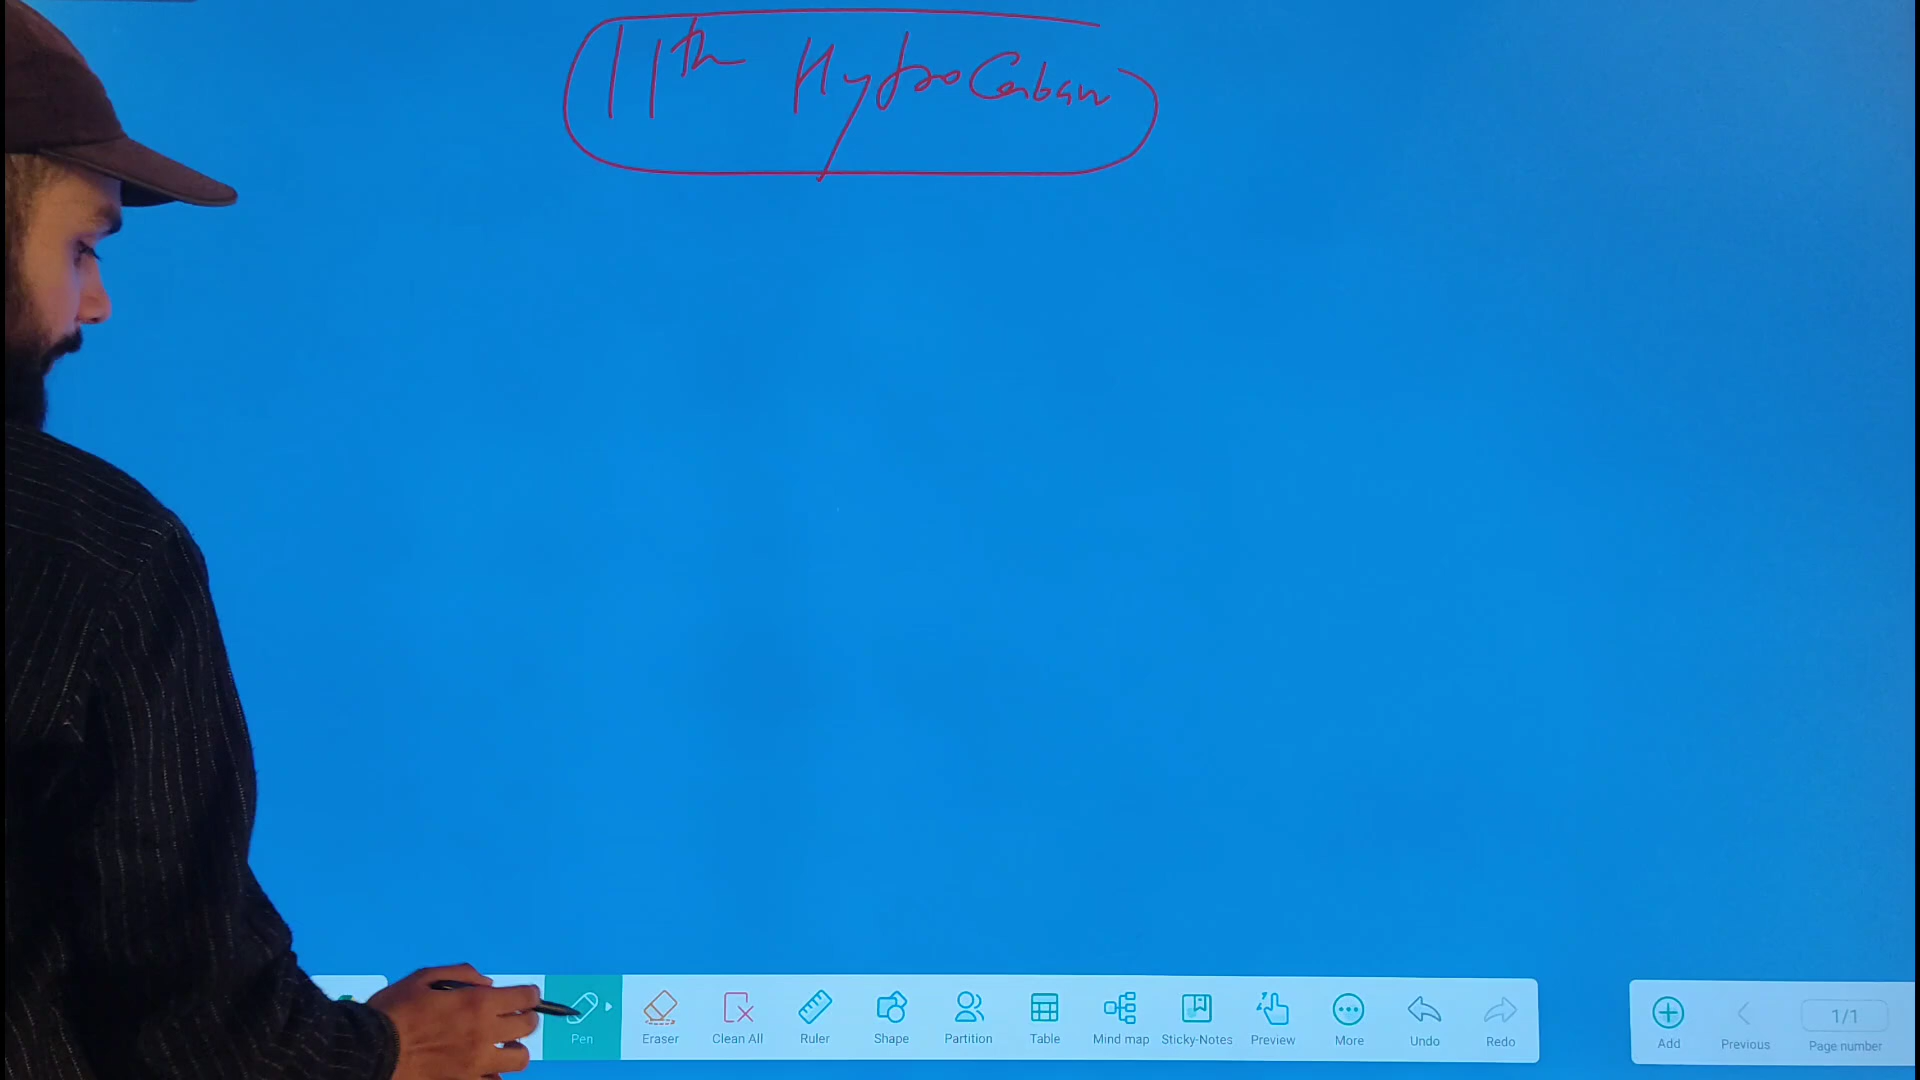 11th HydroCarbon
Pen
Eraser
Clean All
Ruler
Shape
Partition
Table
Mind map
Sticky-Notes
Preview
More
Undo
Redo
Add
Previous
1/1
Page number